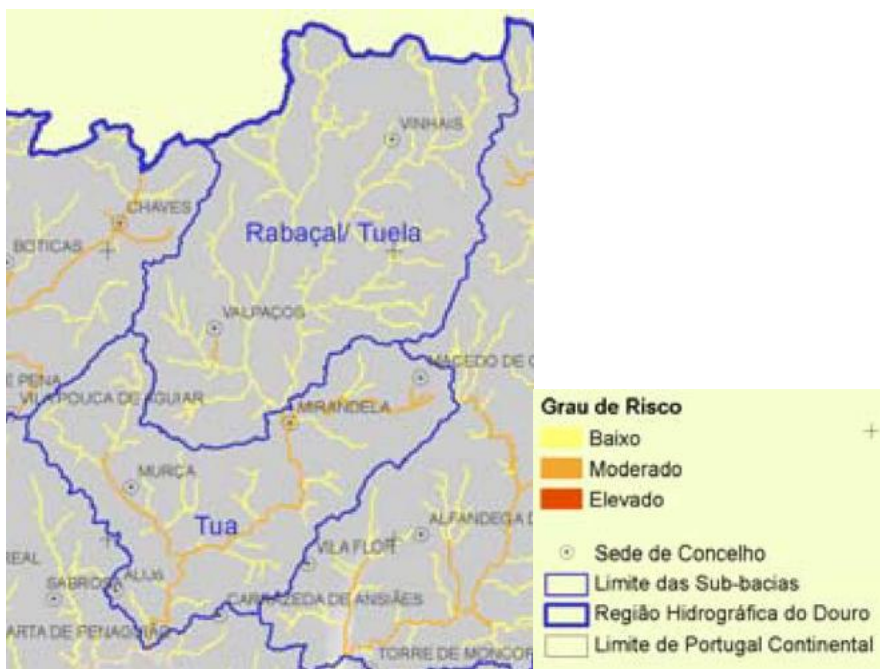 VINHAIS
CHAVES
Rabaçal/ Tuela
BOTICAS
VALPAÇOS
MACEDO DE C
E PENA
VILA POUCA DE AGUIAR
MIRANDELA
MURÇA
Tua
ALFANDEGA D
VILA FLOR
REAL
ALIJó
SABROSA
CARRAZEDA DE ANSIÃES
ARTA DE PENAGUIÃO
TORRE DE MONCOR
Grau de Risco
Baixo
Moderado
Elevado
Sede de Concelho
Limite das Sub-bacias
Região Hidrográfica do Douro
Limite de Portugal Continental